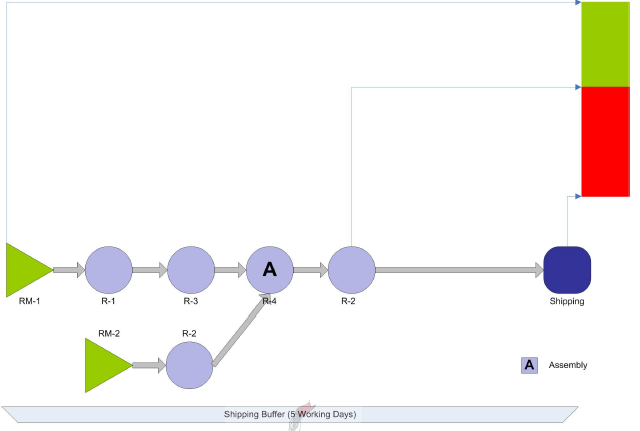 A
RM-1
R-1
R-3
R-4
R-2
Shipping
RM-2
R-2
A
Assembly
Shipping Buffer (5 Working Days)